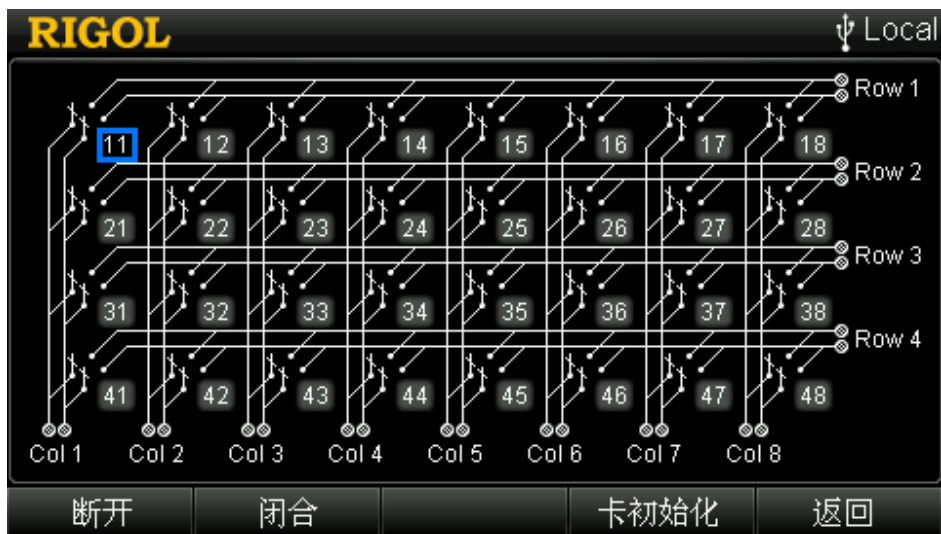 RIGOL Local
Row 1
11 12 13 14 15 16 17 18
Row 2
21 22 23 24 25 26 27 28
Row 3
31 32 33 34 35 36 37 38
Row 4
41 42 43 44 45 46 47 48
Col 1 Col 2 Col 3 Col 4 Col 5 Col 6 Col 7 Col 8
断开 闭合 卡初始化 返回